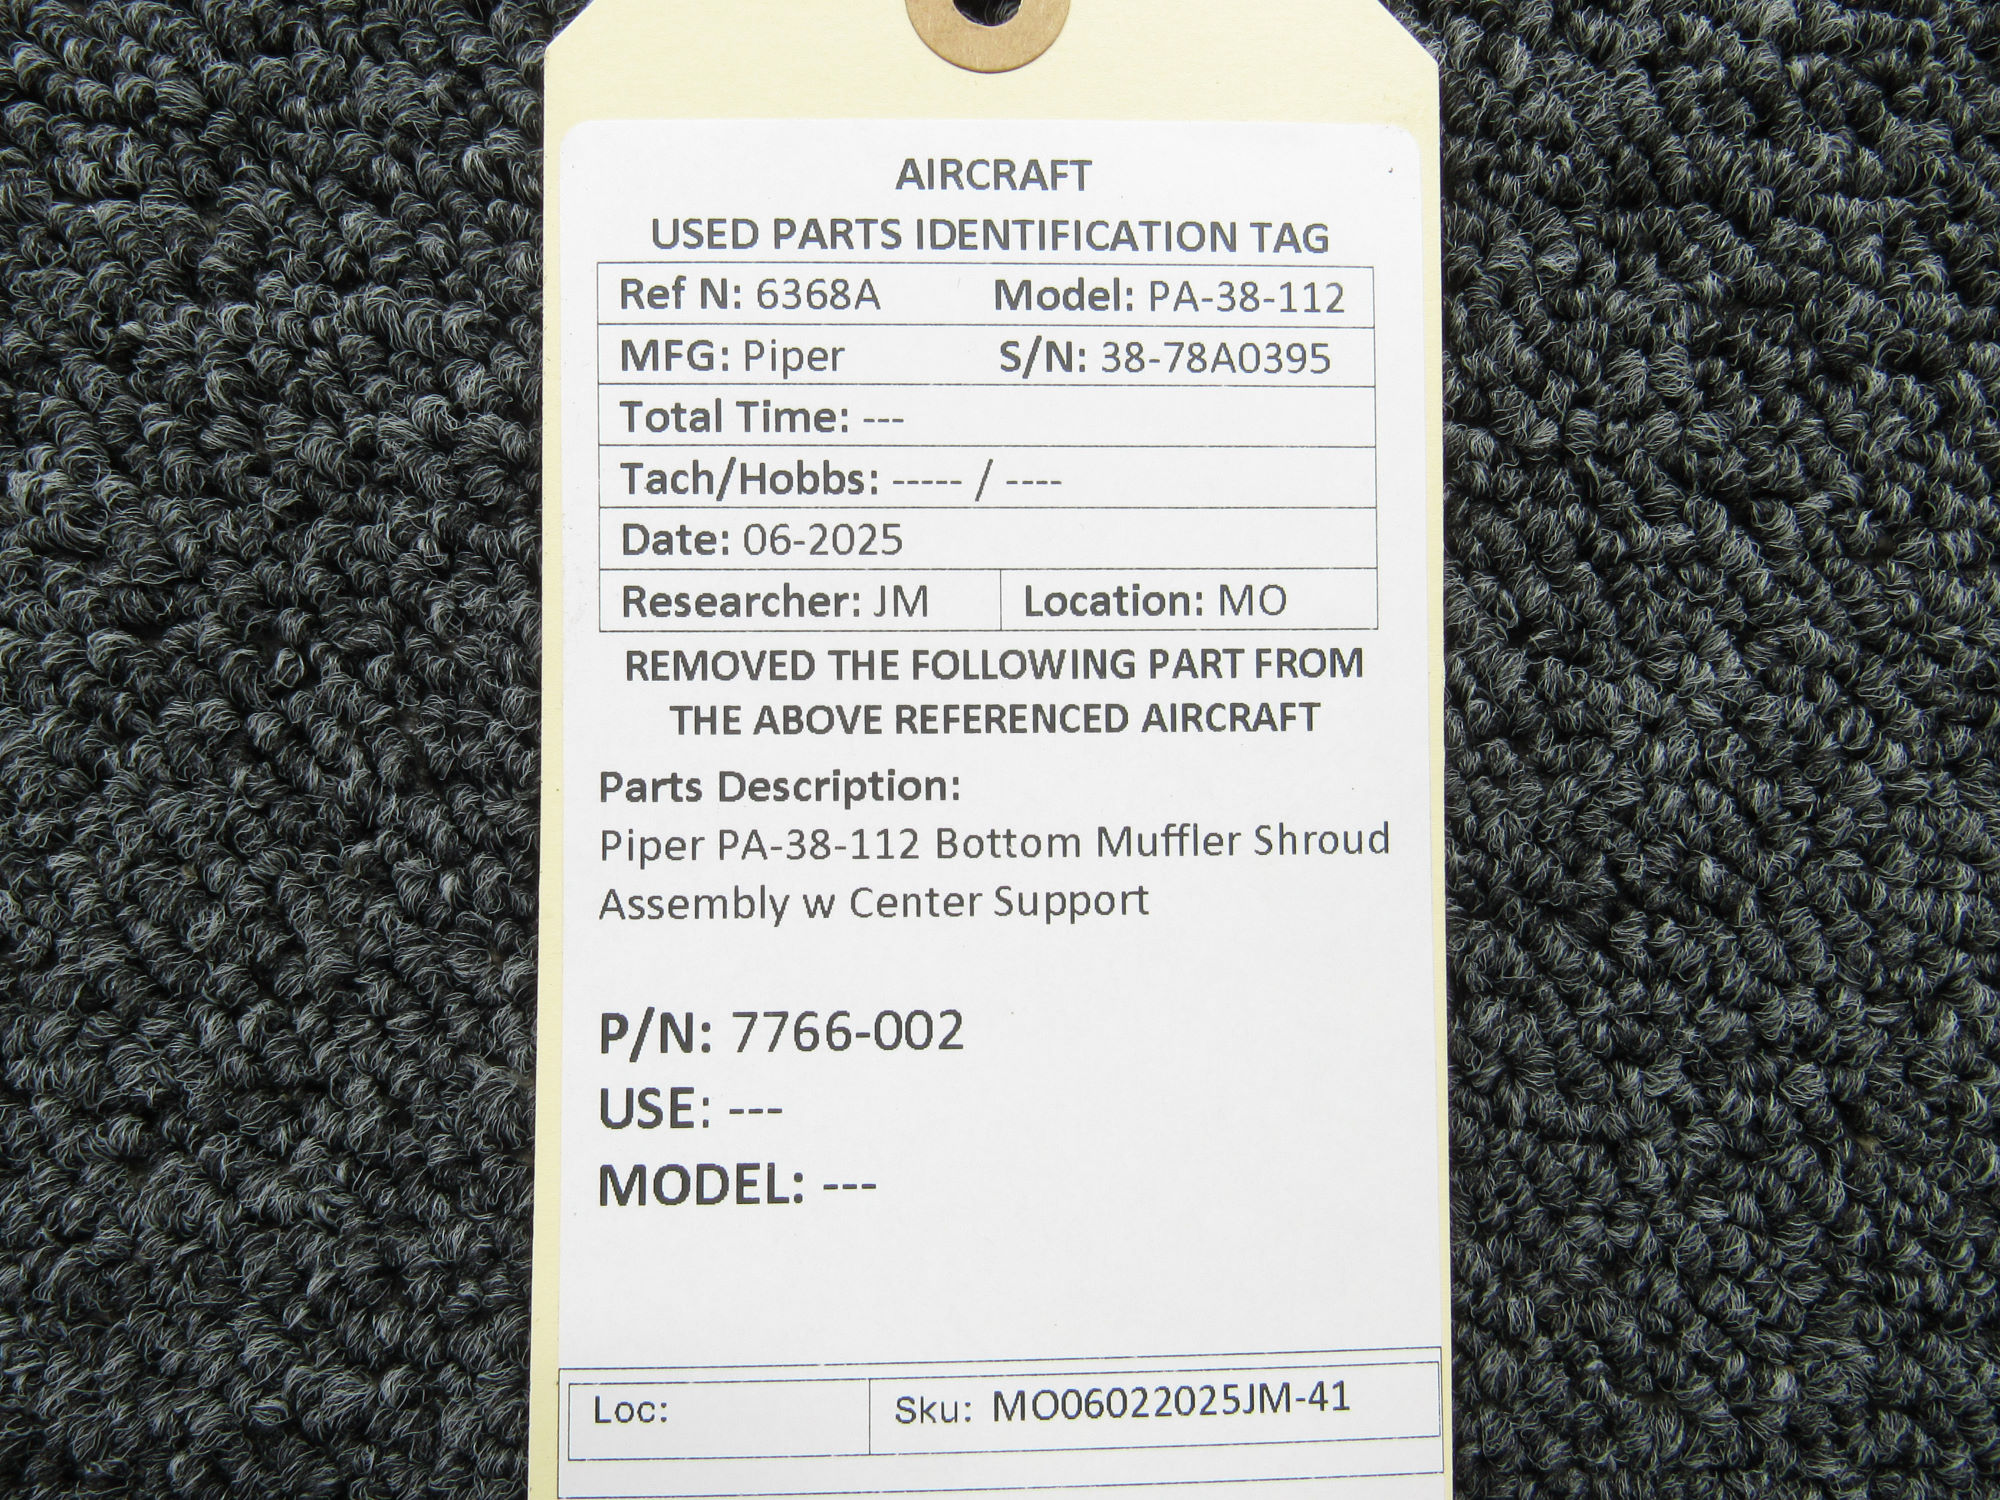 AIRCRAFT
USED PARTS IDENTIFICATION TAG
Ref N: 6368A Model: PA-38-112
MFG: Piper S/N: 38-78A0395
Total Time: ---
Tach/Hobbs: ----- / ----
Date: 06-2025
Researcher: JM Location: MO
REMOVED THE FOLLOWING PART FROM
THE ABOVE REFERENCED AIRCRAFT
Parts Description:
Piper PA-38-112 Bottom Muffler Shroud
Assembly w Center Support
P/N: 7766-002
USE: ---
MODEL: ---
Loc: Sku: MO06022025JM-41